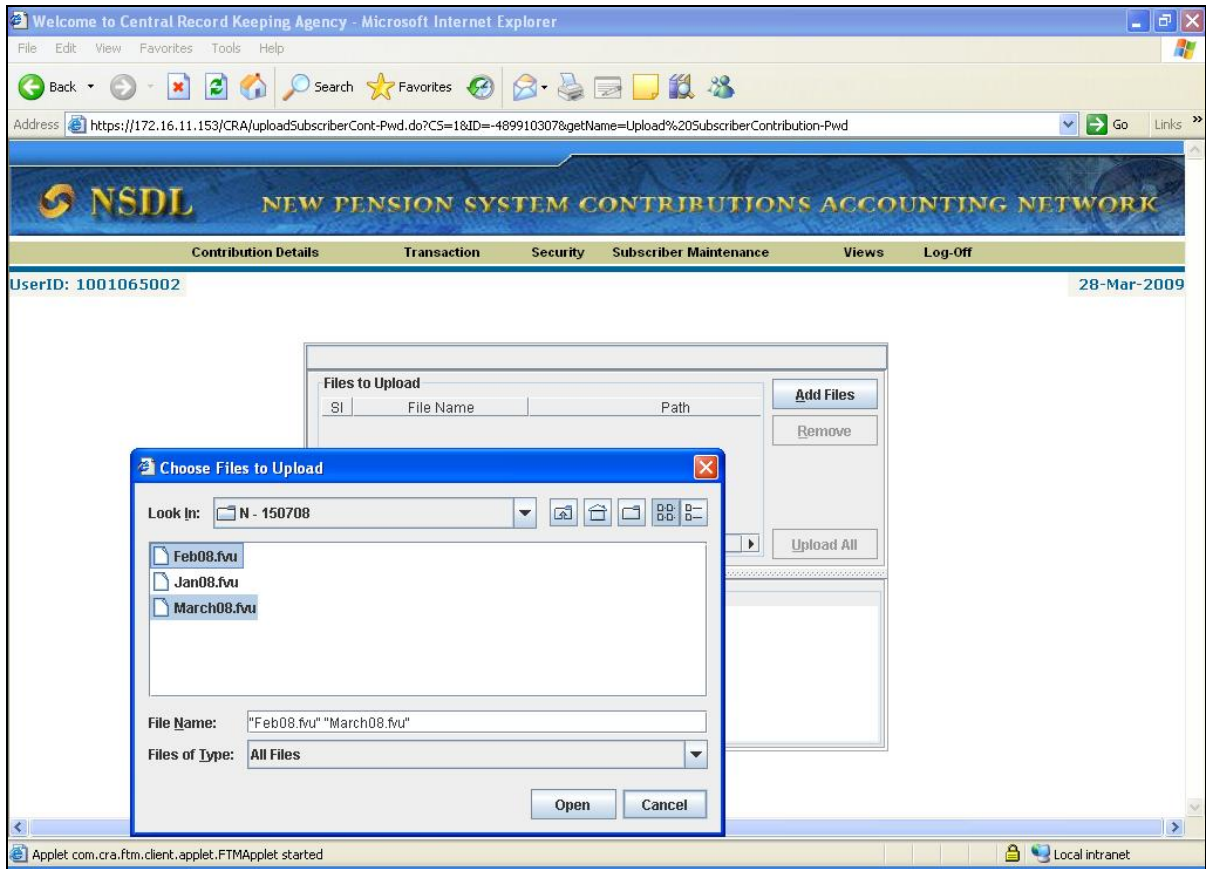 Welcome to Central Record Keeping Agency - Microsoft Internet Explorer
File Edit View Favorites Tools Help
Back Search Favorites
Address https://172.16.11.153/CRA/uploadSubscriberCont-Pwd.do?CS=1&ID=-489910307&getName=Upload%20SubscriberContribution-Pwd Go Links »
NSDL NEW PENSION SYSTEM CONTRIBUTIONS ACCOUNTING NETWORK
Contribution Details Transaction Security Subscriber Maintenance Views Log-Off
UserID: 1001065002 28-Mar-2009
Files to Upload
Add Files
Sl File Name Path
Remove
Choose Files to Upload
Look In: N - 150708
Upload All
Feb08.fvu
Jan08.fvu
March08.fvu
File Name: "Feb08.fvu" "March08.fvu"
Files of Type: All Files
Open Cancel
Applet com.cra.ftm.client.applet.FTMApplet started Local intranet